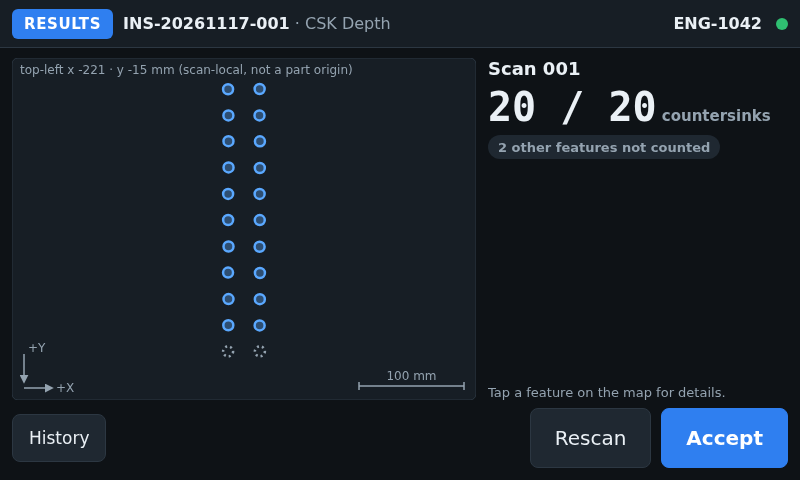 RESULTS INS-20261117-001 · CSK Depth ENG-1042
top-left x -221 · y -15 mm (scan-local, not a part origin)
+Y
+X
100 mm
Scan 001
20 / 20 countersinks
2 other features not counted
Tap a feature on the map for details.
History Rescan Accept